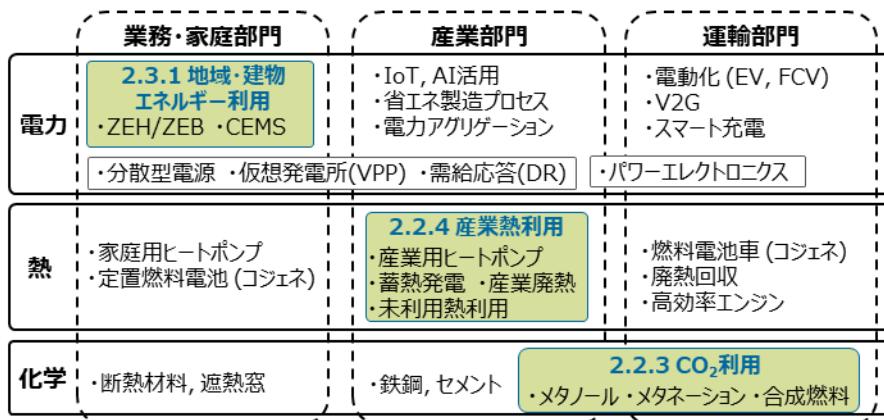 業務・家庭部門
産業部門
運輸部門
電力
2.3.1 地域・建物
エネルギー利用
・ZEH/ZEB ・CEMS
・IoT, AI活用
・省エネ製造プロセス
・電力アグリゲーション
・電動化 (EV, FCV)
・V2G
・スマート充電
・分散型電源 ・仮想発電所(VPP) ・需給応答(DR)
・パワーエレクトロニクス
熱
・家庭用ヒートポンプ
・定置燃料電池 (コジェネ)
2.2.4 産業熱利用
・産業用ヒートポンプ
・蓄熱発電 ・産業廃熱
・未利用熱利用
・燃料電池車 (コジェネ)
・廃熱回収
・高効率エンジン
化学
・断熱材料, 遮熱窓
・鉄鋼, セメント
2.2.3 CO₂利用
・メタノール ・メタネーション ・合成燃料